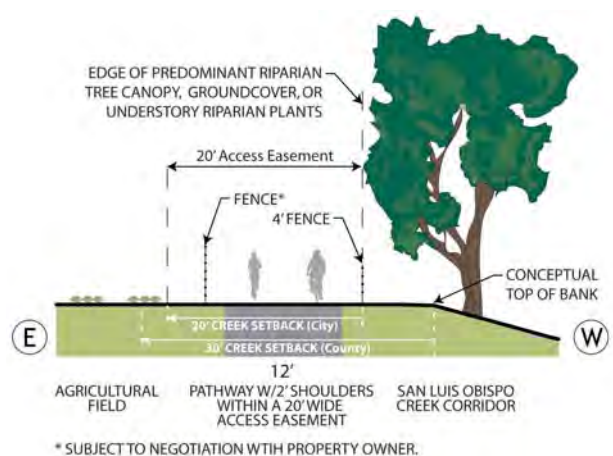 EDGE OF PREDOMINANT RIPARIAN
TREE CANOPY, GROUNDCOVER, OR
UNDERSTORY RIPARIAN PLANTS
20' Access Easement
FENCE*
4' FENCE
CONCEPTUAL
TOP OF BANK
20' CREEK SETBACK (City)
30' CREEK SETBACK (County)
E
W
12'
AGRICULTURAL
FIELD
PATHWAY W/2' SHOULDERS
WITHIN A 20' WIDE
ACCESS EASEMENT
SAN LUIS OBISPO
CREEK CORRIDOR
* SUBJECT TO NEGOTIATION WTIH PROPERTY OWNER.